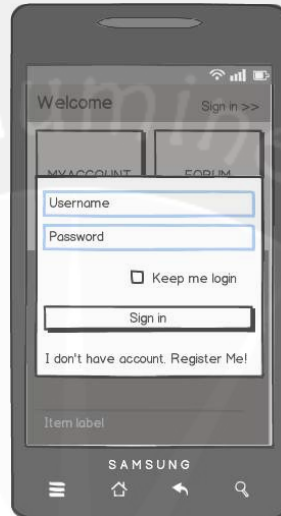 Welcome
Sign in >>
MYACCOUNT
FORUM
Username
Password
Keep me login
Sign in
I don't have account. Register Me!
Item label
SAMSUNG